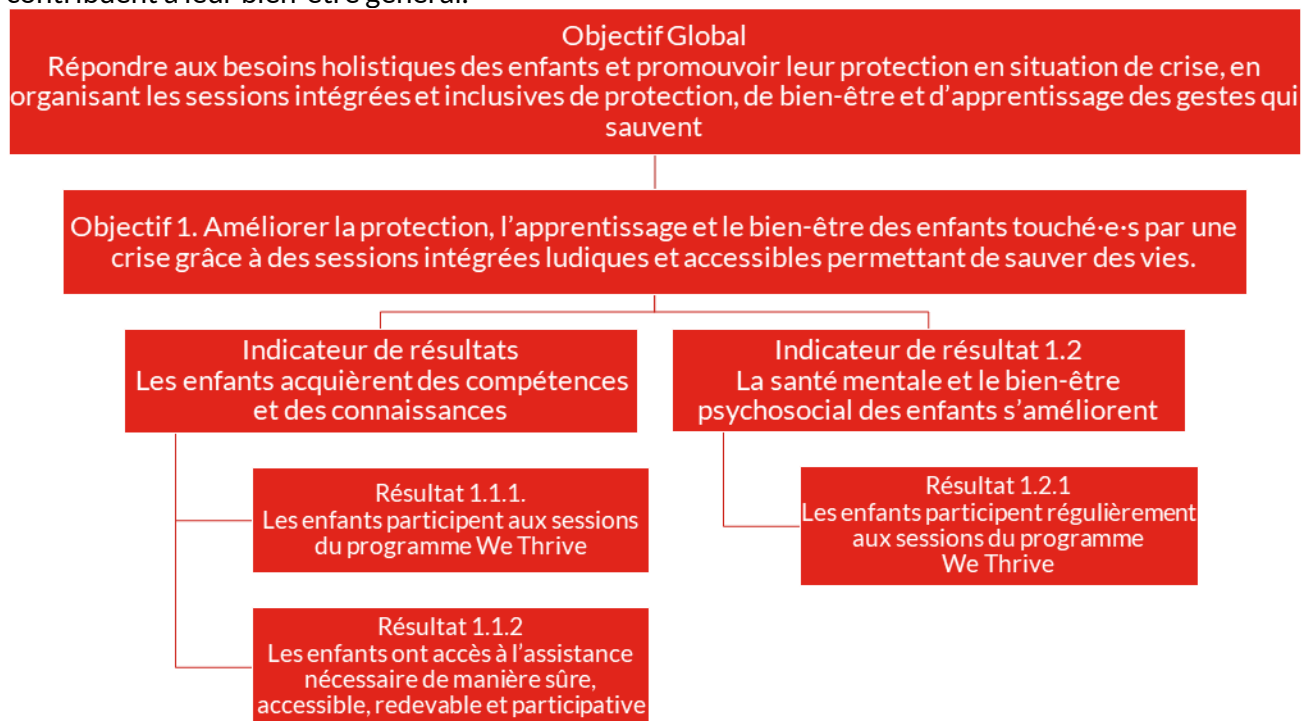 contribuent à leur bien-être général.
Objectif Global
Répondre aux besoins holistiques des enfants et promouvoir leur protection en situation de crise, en
organisant les sessions intégrées et inclusives de protection, de bien-être et d’apprentissage des gestes qui
sauvent
Objectif 1. Améliorer la protection, l’apprentissage et le bien-être des enfants touché·e·s par une
crise grâce à des sessions intégrées ludiques et accessibles permettant de sauver des vies.
Indicateur de résultats
Les enfants acquièrent des compétences
et des connaissances
Résultat 1.1.1.
Les enfants participent aux sessions
du programme We Thrive
Résultat 1.1.2
Les enfants ont accès à l’assistance
nécessaire de manière sûre,
accessible, redevable et participative
Indicateur de résultat 1.2
La santé mentale et le bien-être
psychosocial des enfants s’améliorent
Résultat 1.2.1
Les enfants participent régulièrement
aux sessions du programme
We Thrive